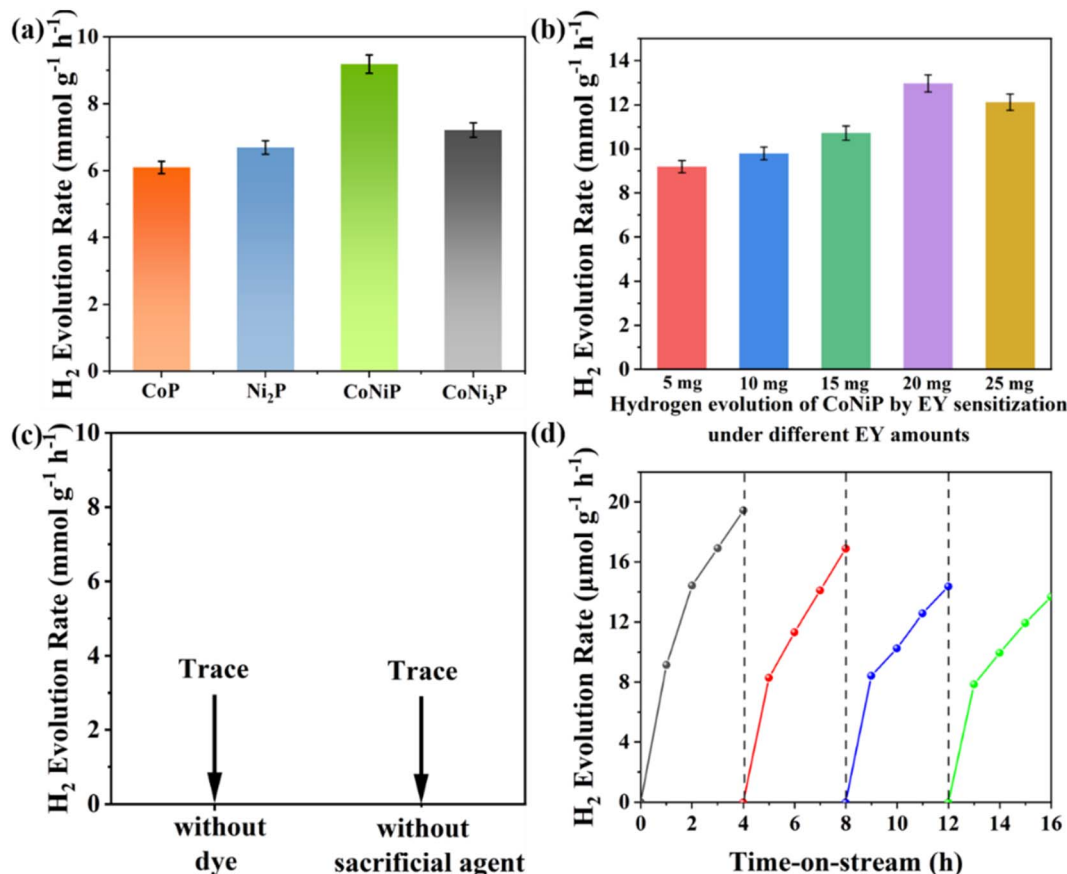 (a)
H₂ Evolution Rate (mmol g⁻¹ h⁻¹)
10
8
6
4
2
0
CoP Ni₂P CoNiP CoNi₃P
(b)
H₂ Evolution Rate (mmol g⁻¹ h⁻¹)
14
12
10
8
6
4
2
0
5 mg 10 mg 15 mg 20 mg 25 mg
Hydrogen evolution of CoNiP by EY sensitization
under different EY amounts
(c)
H₂ Evolution Rate (mmol g⁻¹ h⁻¹)
10
8
6
4
2
0
Trace Trace
without without
dye sacrificial agent
(d)
H₂ Evolution Rate (μmol g⁻¹ h⁻¹)
20
16
12
8
4
0
0 2 4 6 8 10 12 14 16
Time-on-stream (h)